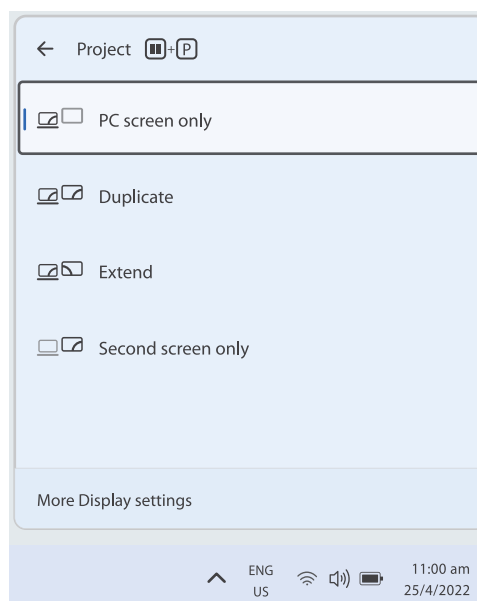 Project +P
PC screen only
Duplicate
Extend
Second screen only
More Display settings
ENG
US
11:00 am
25/4/2022